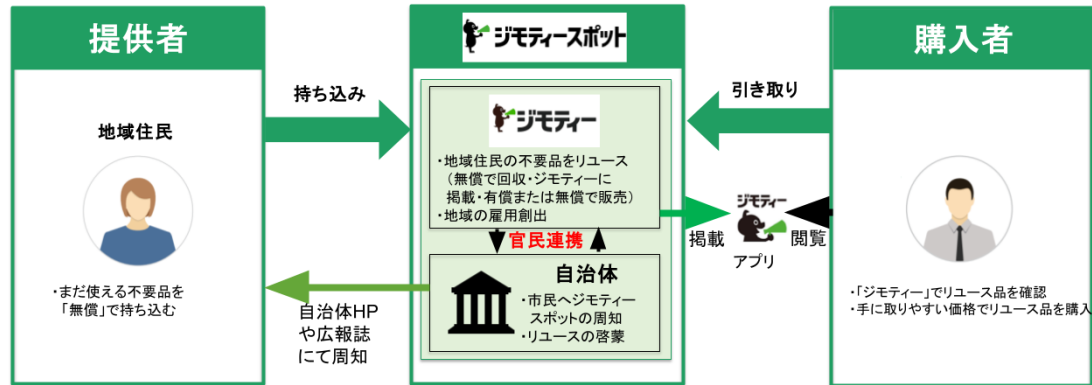 提供者
地域住民
・まだ使える不要品を
「無償」で持ち込む
持ち込み
自治体HP
や広報誌
にて周知
ジモティースポット
ジモティー
・地域住民の不要品をリユース
（無償で回収・ジモティーに
掲載・有償または無償で販売）
・地域の雇用創出
官民連携
自治体
・市民へジモティー
スポットの周知
・リユースの啓蒙
引き取り
掲載
ジモティー
アプリ
閲覧
購入者
・「ジモティー」でリユース品を確認
・手に取りやすい価格でリユース品を購入